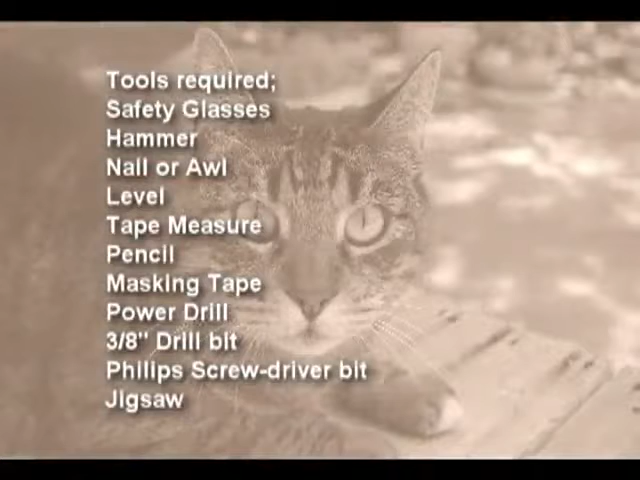 Tools required;
Safety Glasses
Hammer
Nail or Awl
Level
Tape Measure
Pencil
Masking Tape
Power Drill
3/8" Drill bit
Philips Screw-driver bit
Jigsaw